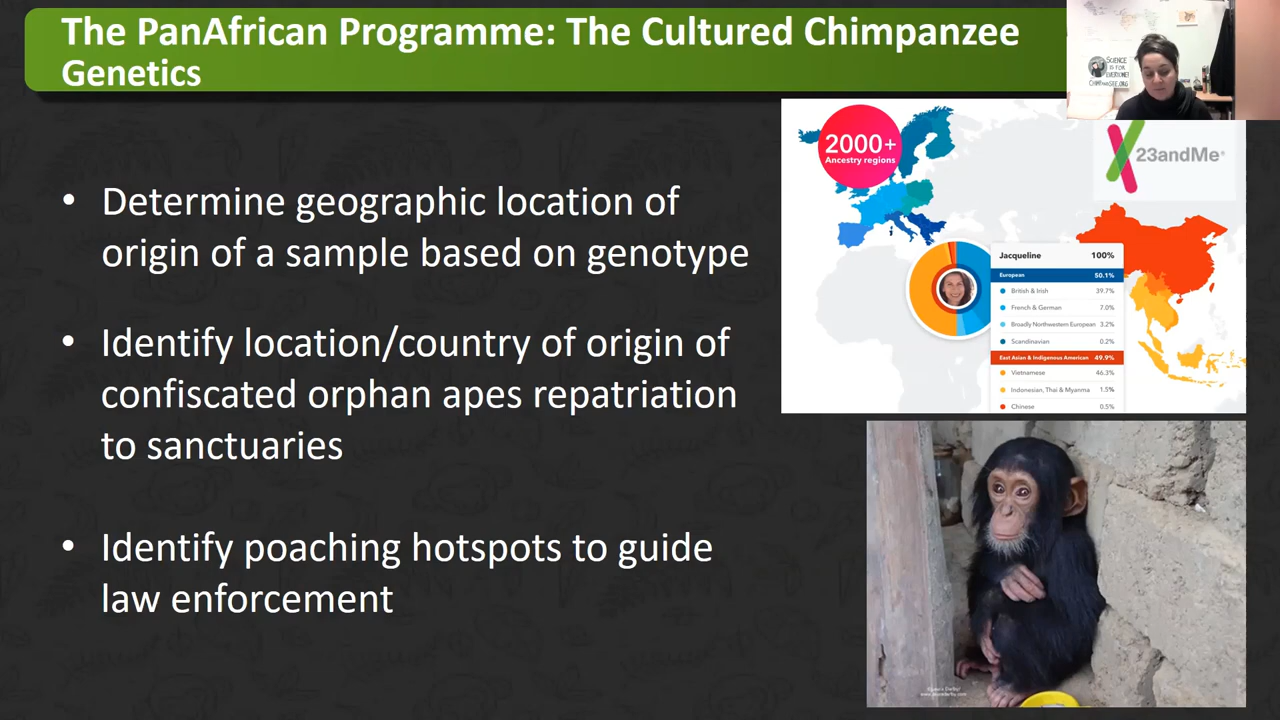 The PanAfrican Programme: The Cultured Chimpanzee
Genetics
SCIENCE
IS FOR
EVERYONE!
• Determine geographic location of
origin of a sample based on genotype
• Identify location/country of origin of
confiscated orphan apes repatriation
to sanctuaries
• Identify poaching hotspots to guide
law enforcement
2000+
Ancestry regions
23andMe®
Jacqueline 100%
European 50.1%
British & Irish 39.7%
French & German 7.0%
Broadly Northwestern European 3.2%
Scandinavian 0.2%
East Asian & Indigenous American 49.9%
Vietnamese 46.3%
Indonesian, Thai & Myanma 1.5%
Chinese 0.5%